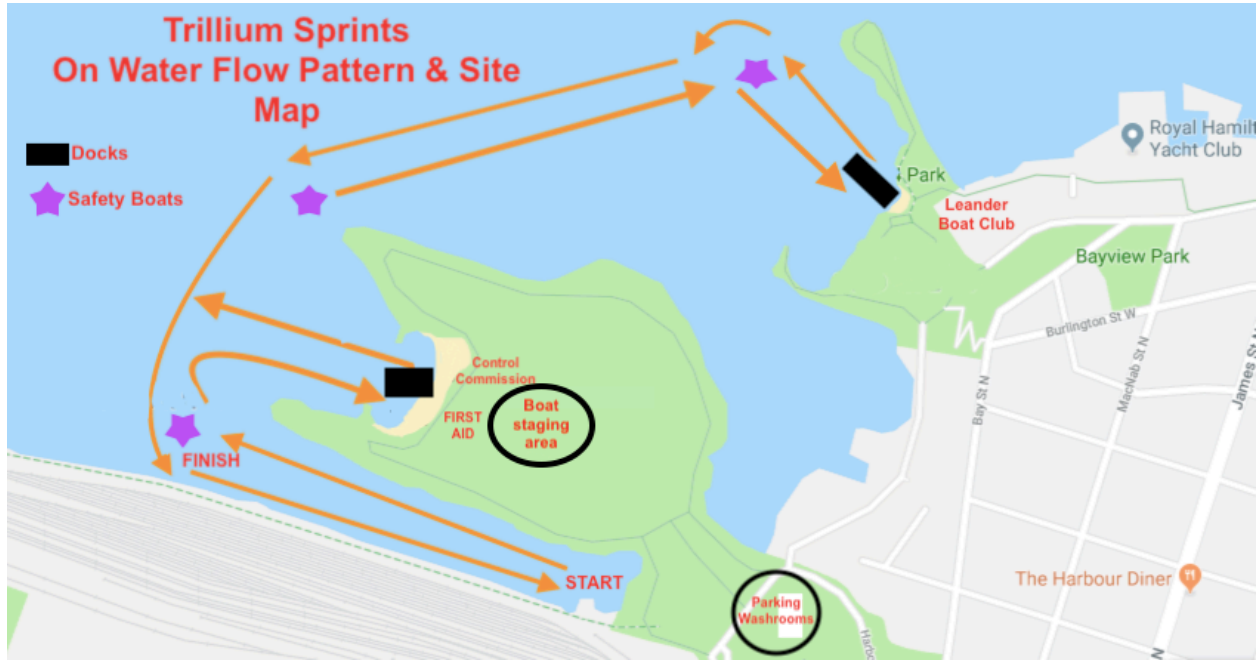 Trillium Sprints
On Water Flow Pattern & Site
Map
Docks
Safety Boats
Park
Royal Hamilt
Yacht Club
Leander
Boat Club
Bayview Park
Burlington St W
James St N
MacNab St N
Bay St N
Control
Commission
FIRST
AID
Boat
staging
area
FINISH
START
Parking
Washrooms
The Harbour Diner
Harbo
N